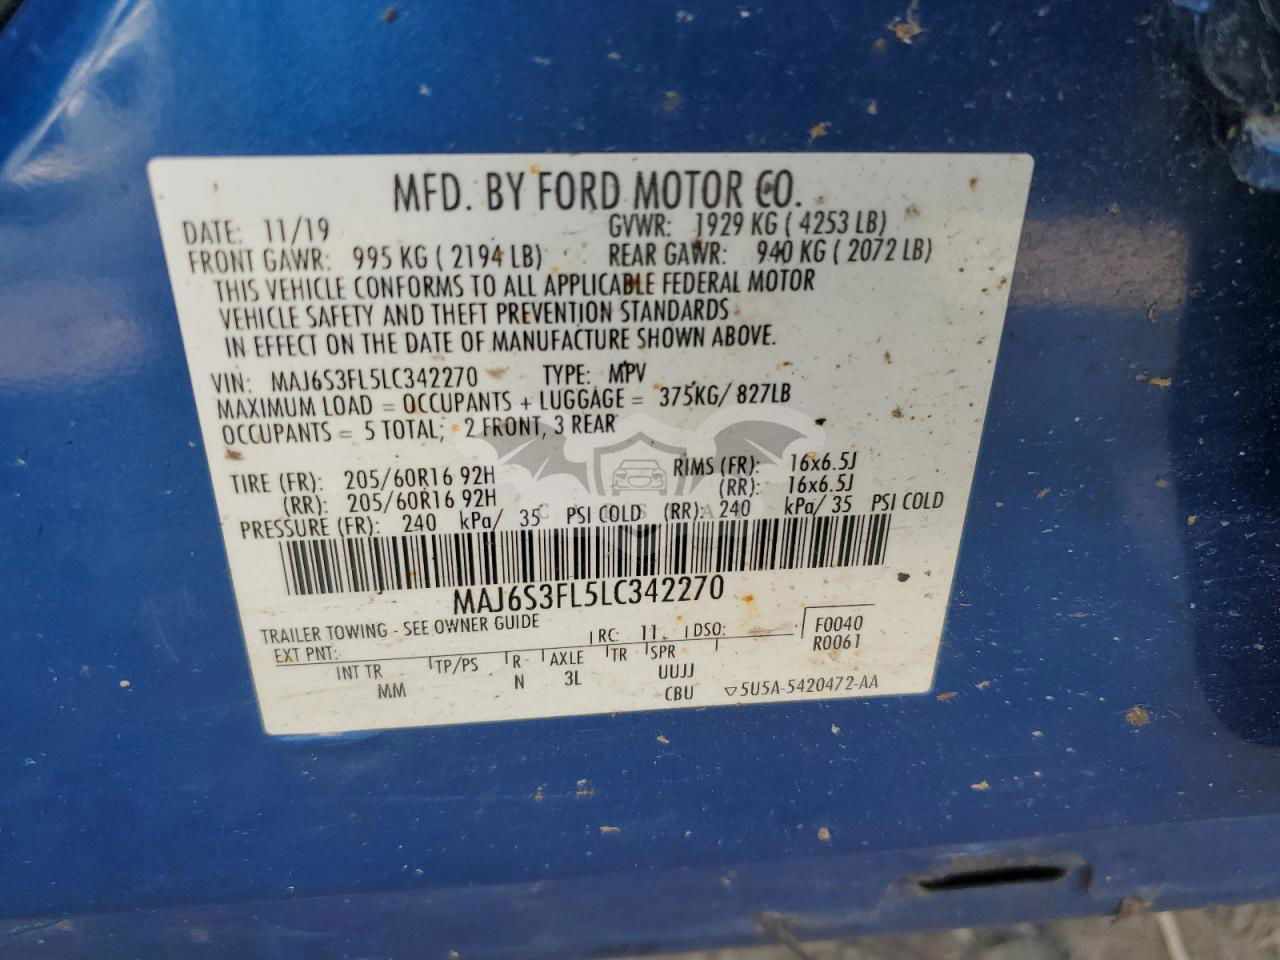 MFD. BY FORD MOTOR CO.
DATE: 11/19 GVWR: 1929 KG ( 4253 LB)
FRONT GAWR: 995 KG ( 2194 LB) REAR GAWR: 940 KG ( 2072 LB)
THIS VEHICLE CONFORMS TO ALL APPLICABLE FEDERAL MOTOR
VEHICLE SAFETY AND THEFT PREVENTION STANDARDS
IN EFFECT ON THE DATE OF MANUFACTURE SHOWN ABOVE.
VIN: MAJ6S3FL5LC342270 TYPE: MPV
MAXIMUM LOAD = OCCUPANTS + LUGGAGE = 375KG/ 827LB
OCCUPANTS = 5 TOTAL; 2 FRONT, 3 REAR
TIRE (FR): 205/60R16 92H RIMS (FR): 16x6.5J
(RR): 205/60R16 92H (RR): 16x6.5J
PRESSURE (FR): 240 kPa/ 35 PSI COLD (RR): 240 kPa/ 35 PSI COLD
MAJ6S3FL5LC342270
TRAILER TOWING - SEE OWNER GUIDE
EXT PNT: RC: 11 DSO: F0040
R0061
INT TR TP/PS R AXLE TR SPR
MM N 3L UUJJ
CBU ▽5U5A-5420472-AA